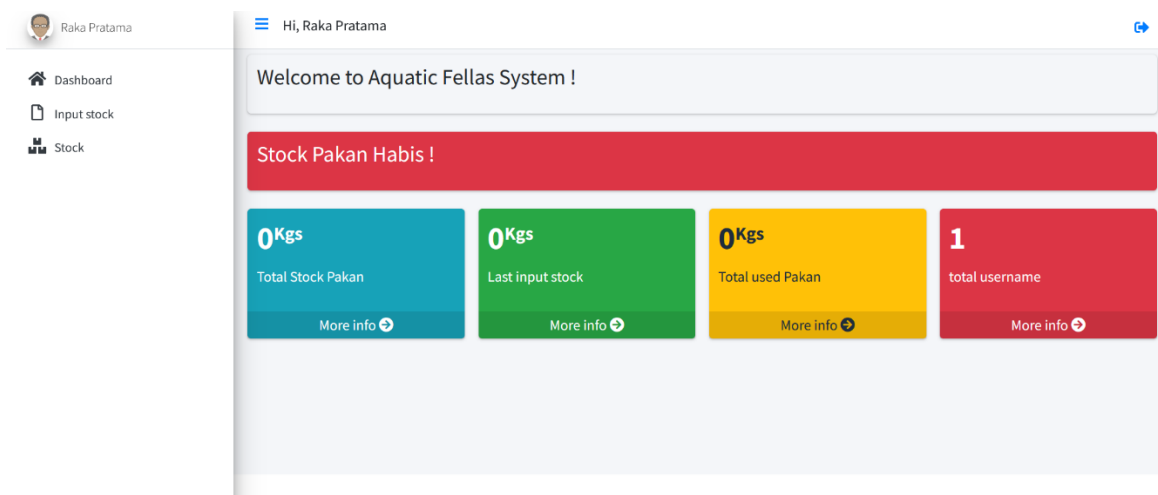 Raka Pratama
Hi, Raka Pratama
Dashboard
Input stock
Stock
Welcome to Aquatic Fellas System !
Stock Pakan Habis !
0Kgs
Total Stock Pakan
More info
0Kgs
Last input stock
More info
0Kgs
Total used Pakan
More info
1
total username
More info